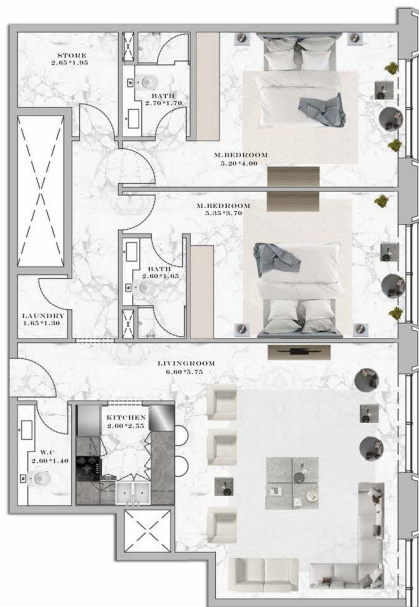 STORE
2.65*1.95
BATH
2.70*1.70
M.BEDROOM
5.20*4.00
M.BEDROOM
5.35*3.70
BATH
2.60*1.65
LAUNDRY
1.65*1.30
LIVINGROOM
6.60*5.75
KITCHEN
2.60*2.55
W.C
2.60*1.40